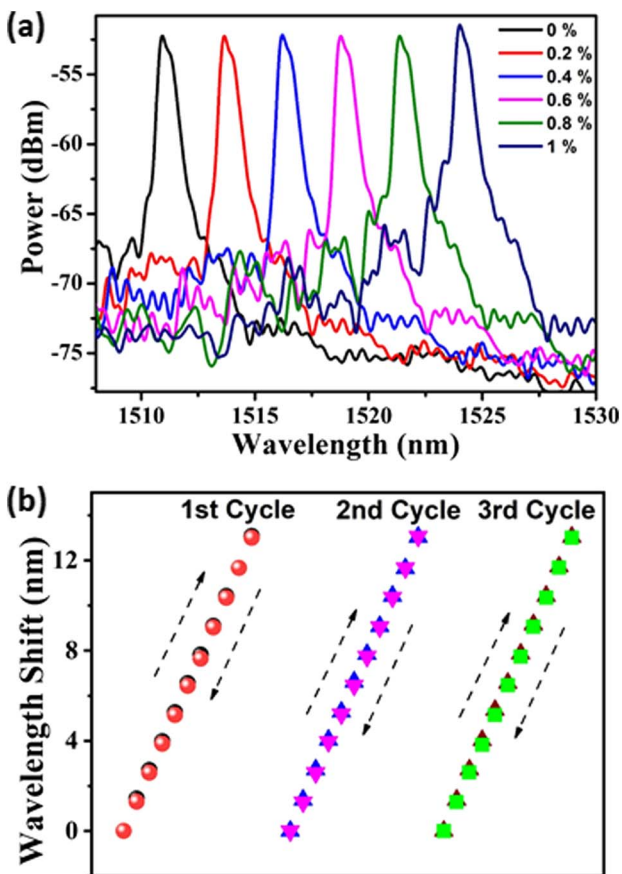 (a)
0 %
0.2 %
0.4 %
0.6 %
0.8 %
1 %
Power (dBm)
-55
-60
-65
-70
-75
1510 1515 1520 1525 1530
Wavelength (nm)
(b)
1st Cycle 2nd Cycle 3rd Cycle
Wavelength Shift (nm)
12
8
4
0